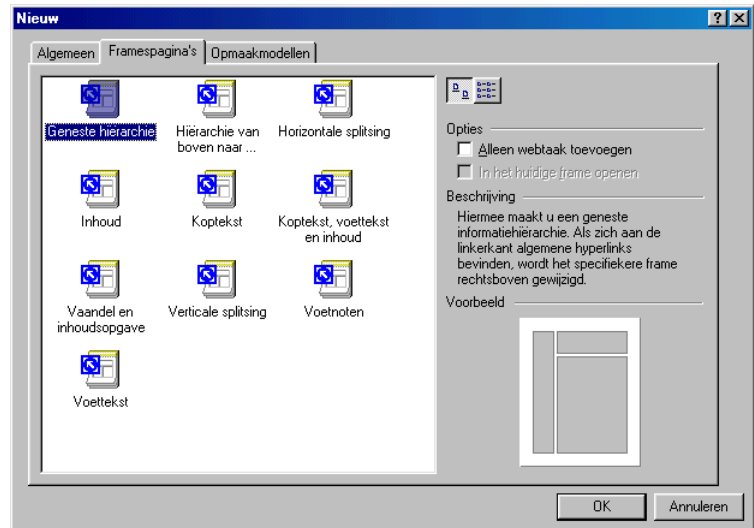 Nieuw
Algemeen
Framespagina's
Opmaakmodellen
Geneste hiërarchie
Hiërarchie van
boven naar ...
Horizontale splitsing
Inhoud
Koptekst
Koptekst, voettekst
en inhoud
Vaandel en
inhoudsopgave
Verticale splitsing
Voetnoten
Voettekst
Opties
Alleen webtaak toevoegen
In het huidige frame openen
Beschrijving
Hiermee maakt u een geneste
informatiehiërarchie. Als zich aan de
linkerkant algemene hyperlinks
bevinden, wordt het specifiekere frame
rechtsboven gewijzigd.
Voorbeeld
OK
Annuleren